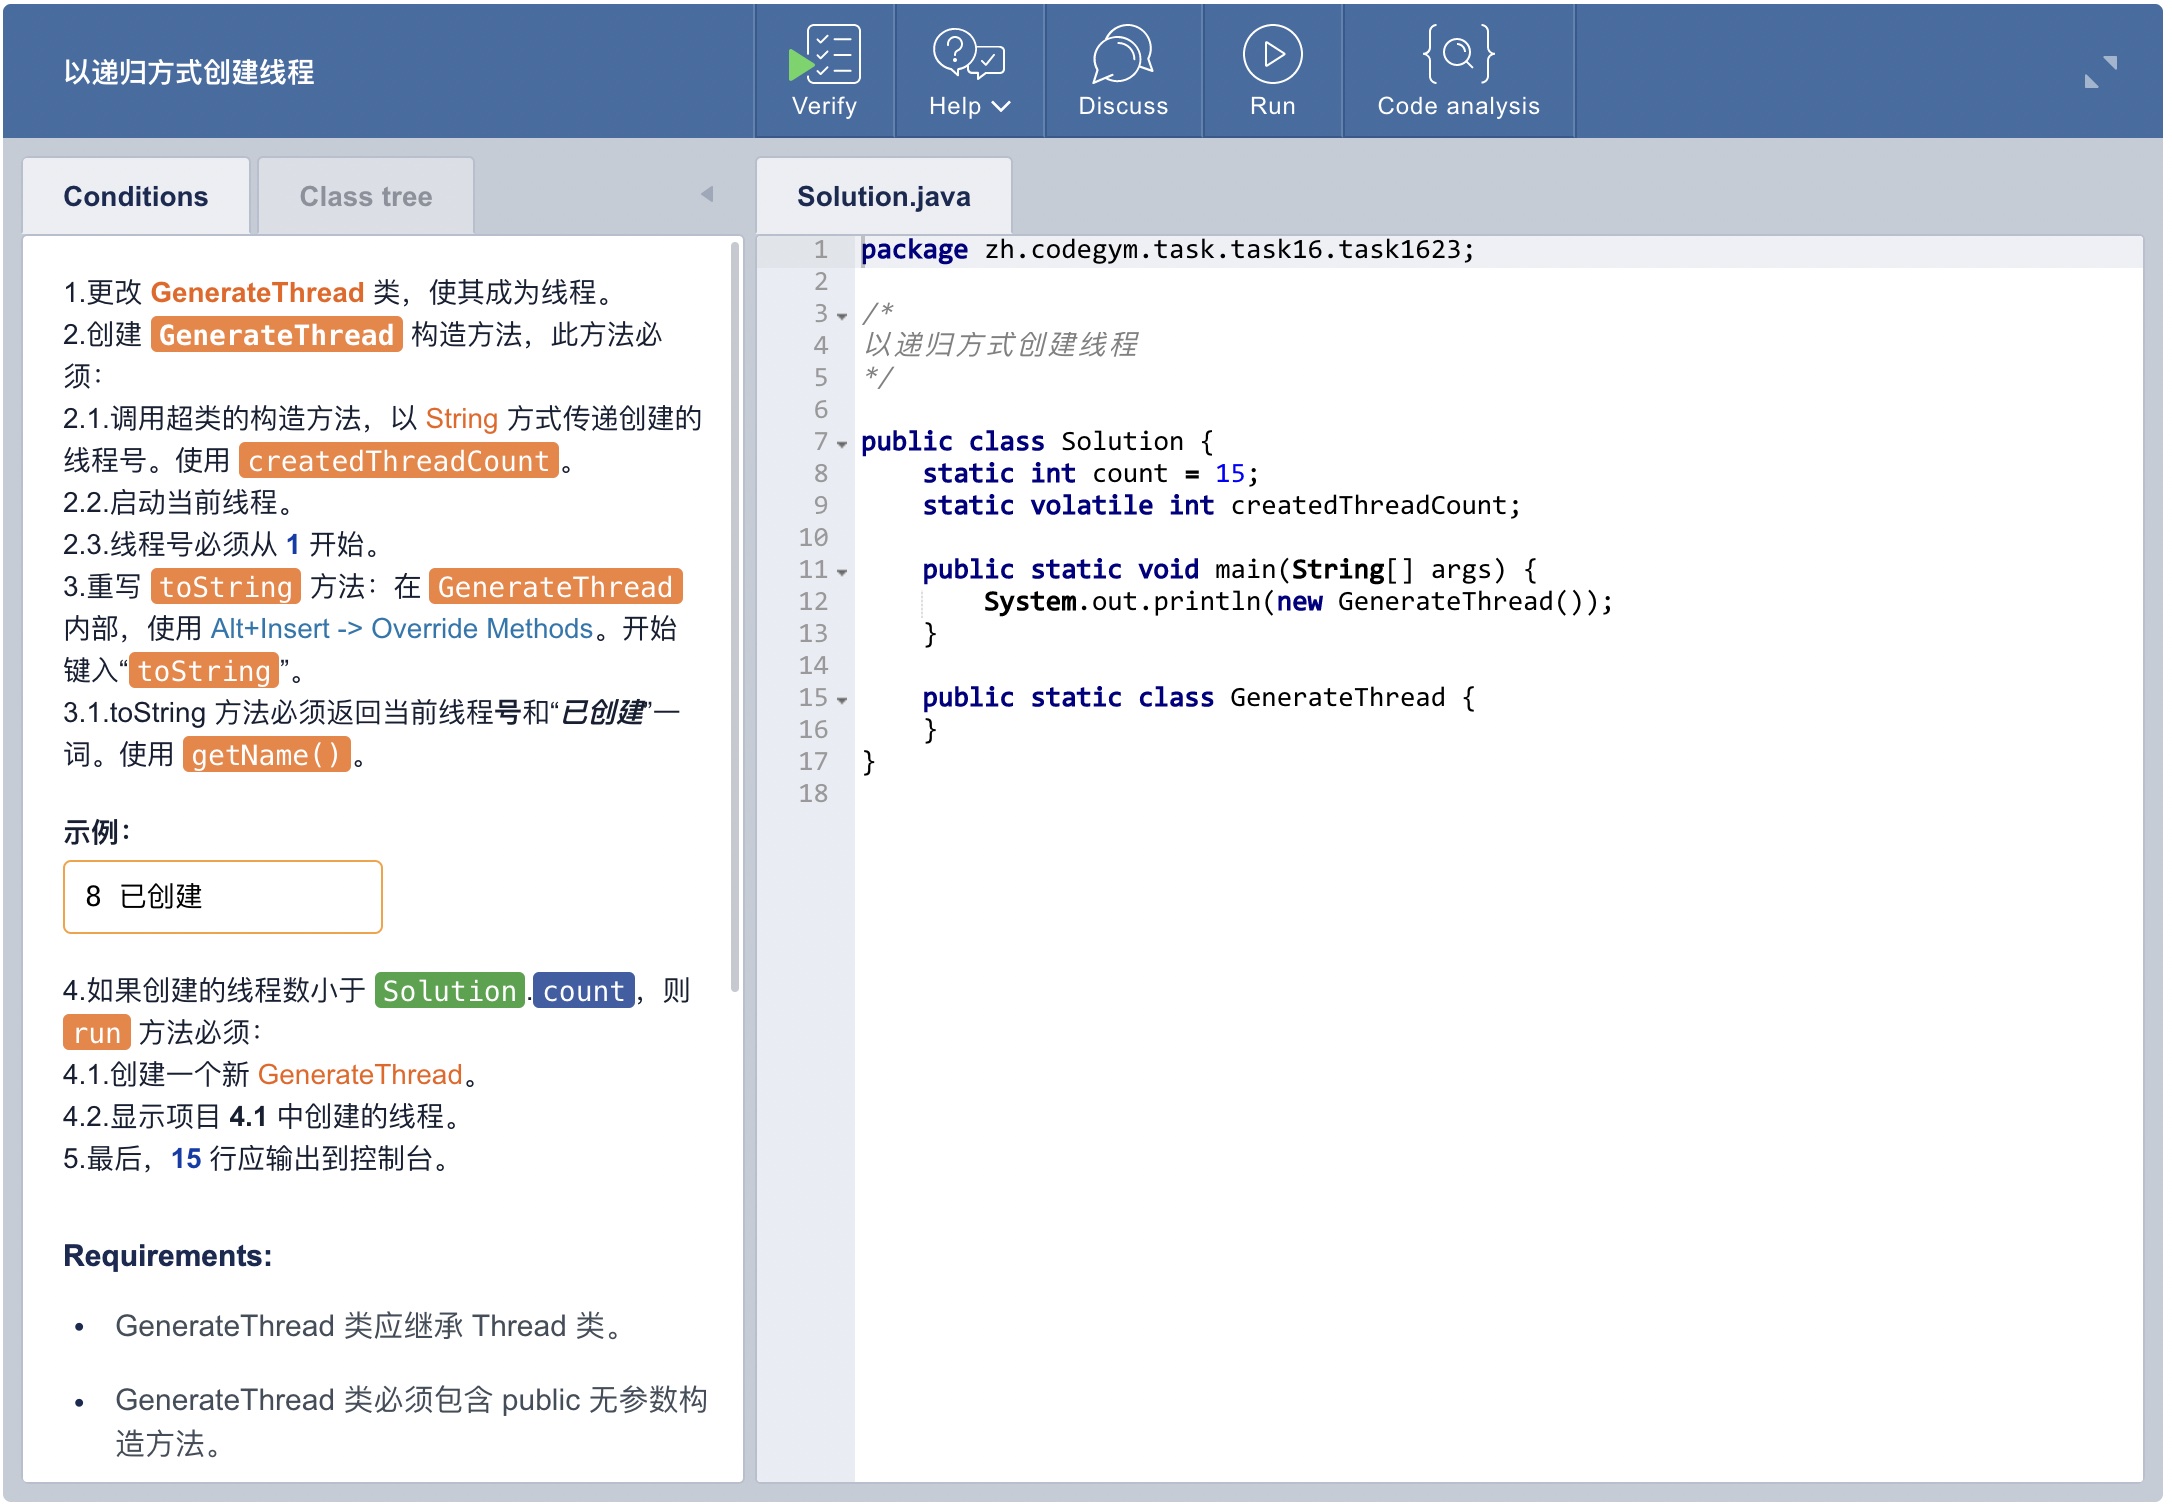 以递归方式创建线程
Verify
Help
Discuss
Run
Code analysis
Conditions
Class tree
Solution.java
1.更改 GenerateThread 类，使其成为线程。
2.创建 GenerateThread 构造方法，此方法必
须：
2.1.调用超类的构造方法，以 String 方式传递创建的
线程号。使用 createdThreadCount。
2.2.启动当前线程。
2.3.线程号必须从 1 开始。
3.重写 toString 方法：在 GenerateThread
内部，使用 Alt+Insert -> Override Methods。开始
键入“toString”。
3.1.toString 方法必须返回当前线程号和“已创建”一
词。使用 getName()。
示例：
8 已创建
4.如果创建的线程数小于 Solution.count，则
run 方法必须：
4.1.创建一个新 GenerateThread。
4.2.显示项目 4.1 中创建的线程。
5.最后，15 行应输出到控制台。
Requirements:
• GenerateThread 类应继承 Thread 类。
• GenerateThread 类必须包含 public 无参数构
造方法。
1 package zh.codegym.task.task16.task1623;
2
3 /*
4 以递归方式创建线程
5 */
6
7 public class Solution {
8     static int count = 15;
9     static volatile int createdThreadCount;
10
11     public static void main(String[] args) {
12         System.out.println(new GenerateThread());
13     }
14
15     public static class GenerateThread {
16     }
17 }
18